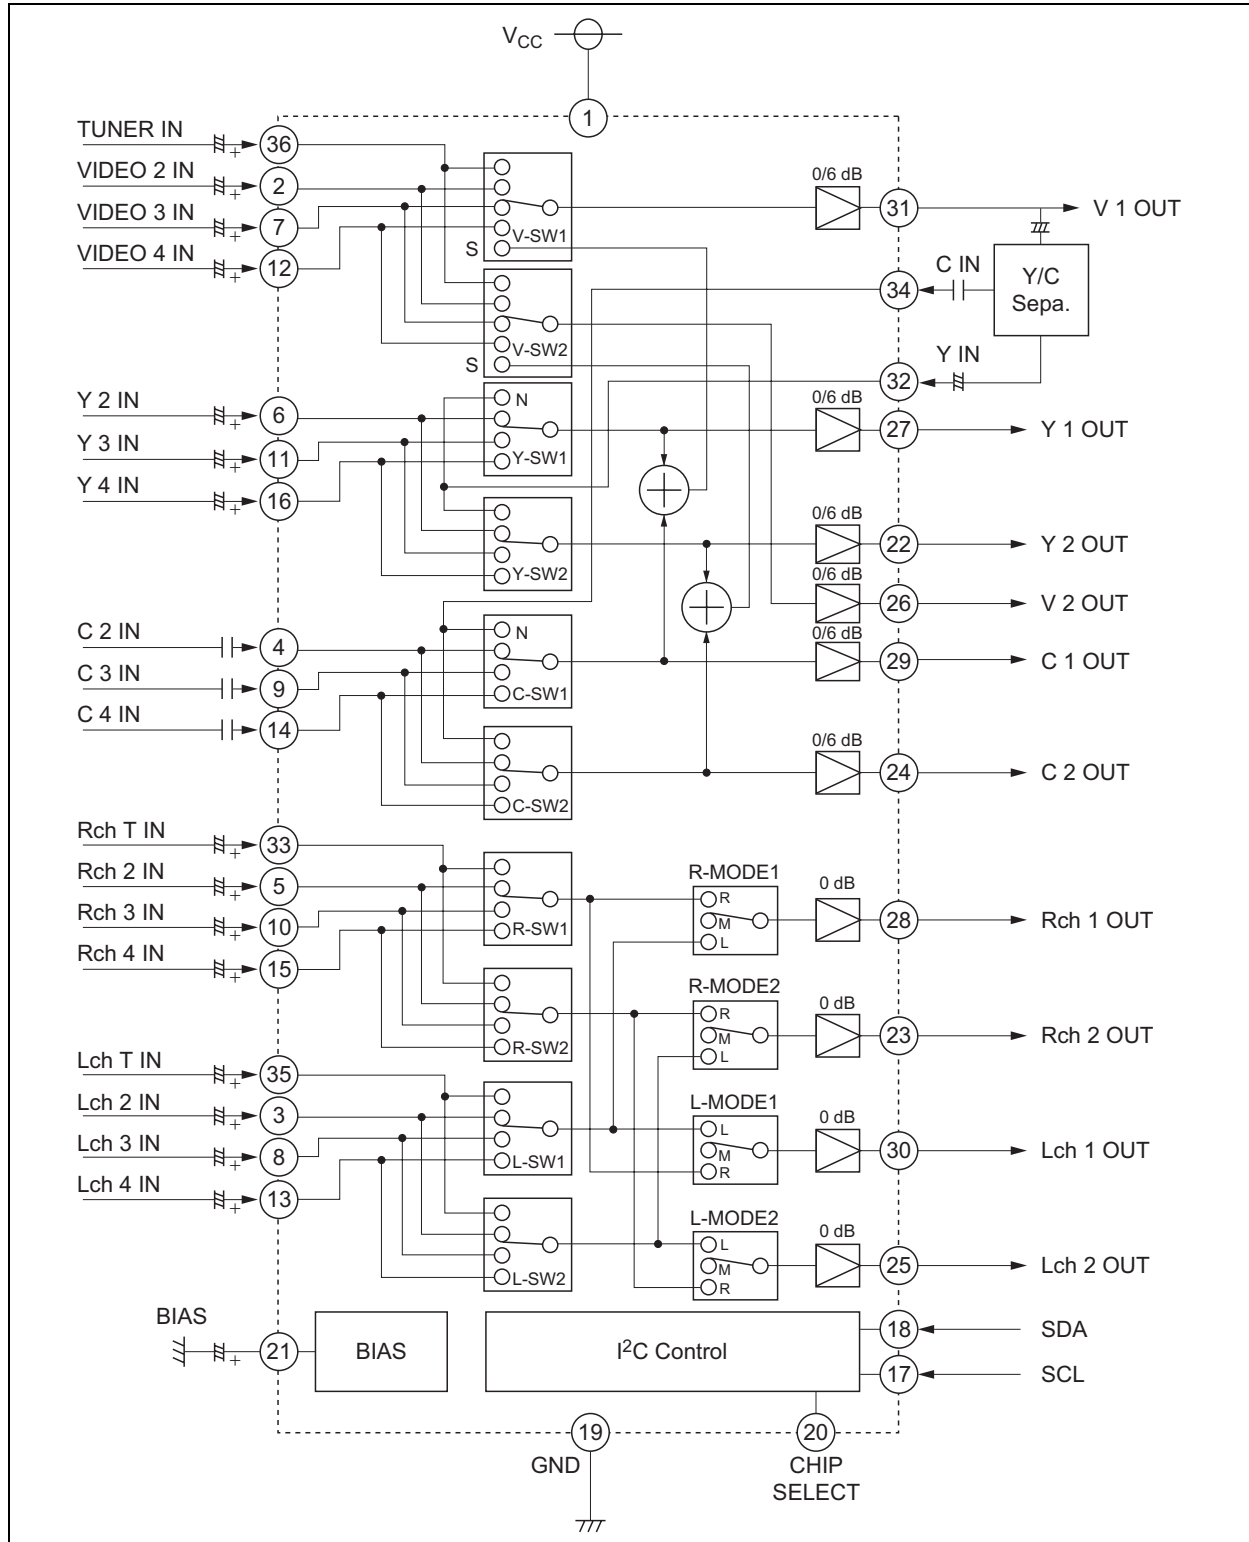 VCC
1
TUNER IN
+
36
VIDEO 2 IN
+
2
VIDEO 3 IN
+
7
VIDEO 4 IN
+
12
V-SW1
S
0/6 dB
31
V 1 OUT
C IN
34
Y/C
Sepa.
V-SW2
S
Y IN
32
Y 2 IN
+
6
Y 3 IN
+
11
Y 4 IN
+
16
N
Y-SW1
0/6 dB
27
Y 1 OUT
Y-SW2
0/6 dB
22
Y 2 OUT
0/6 dB
26
V 2 OUT
C 2 IN
4
C 3 IN
9
C 4 IN
14
N
C-SW1
0/6 dB
29
C 1 OUT
C-SW2
0/6 dB
24
C 2 OUT
Rch T IN
+
33
Rch 2 IN
+
5
Rch 3 IN
+
10
Rch 4 IN
+
15
R-SW1
R-MODE1
R
M
L
0 dB
28
Rch 1 OUT
R-SW2
R-MODE2
R
M
L
0 dB
23
Rch 2 OUT
Lch T IN
+
35
Lch 2 IN
+
3
Lch 3 IN
+
8
Lch 4 IN
+
13
L-SW1
L-MODE1
L
M
R
0 dB
30
Lch 1 OUT
L-SW2
L-MODE2
L
M
R
0 dB
25
Lch 2 OUT
BIAS
+
21
BIAS
I²C Control
18
SDA
17
SCL
19
GND
20
CHIP
SELECT